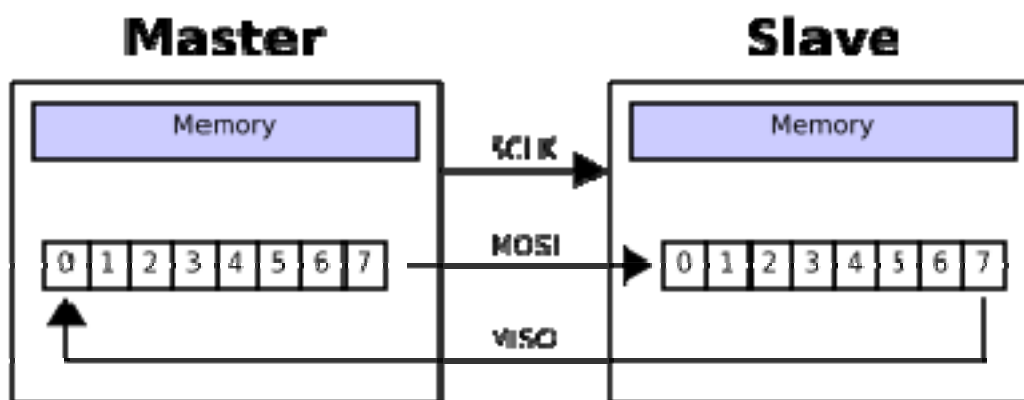 Master Slave
Memory Memory
SCLK
MOSI
0 1 2 3 4 5 6 7 0 1 2 3 4 5 6 7
MISO